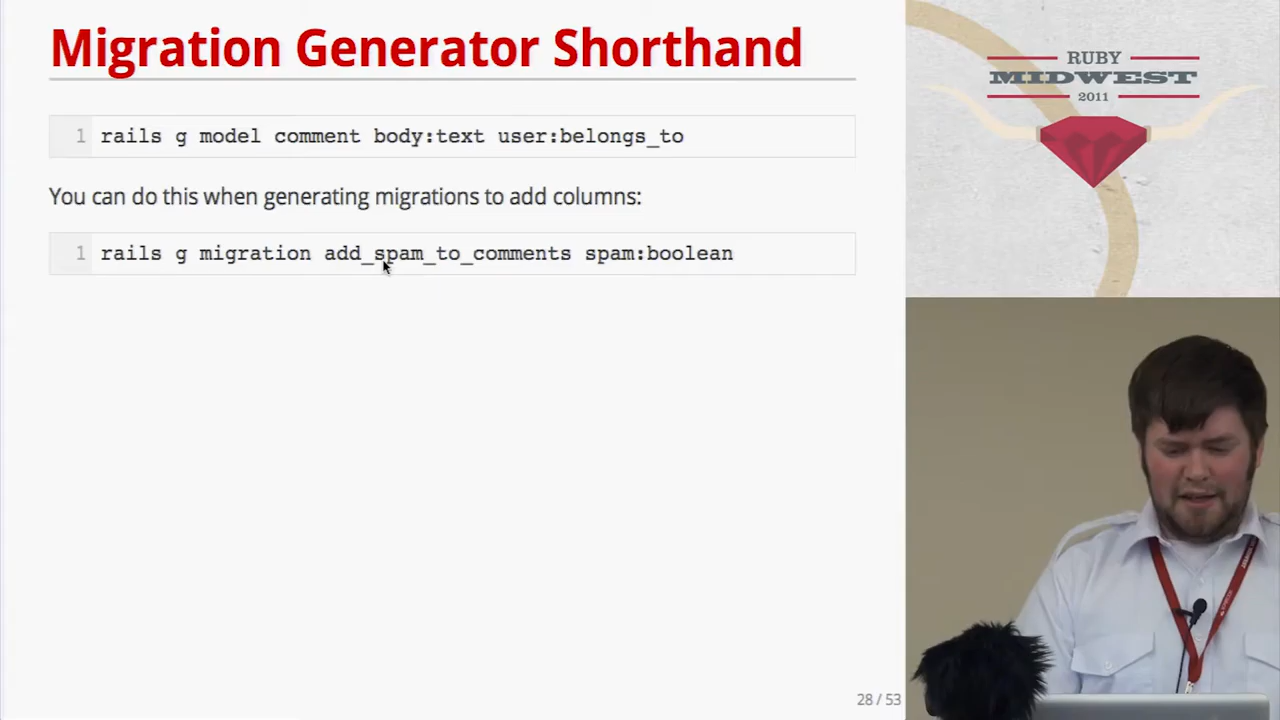 Migration Generator Shorthand
1 rails g model comment body:text user:belongs_to
You can do this when generating migrations to add columns:
1 rails g migration add_spam_to_comments spam:boolean
28 / 53
RUBY
MIDWEST
2011